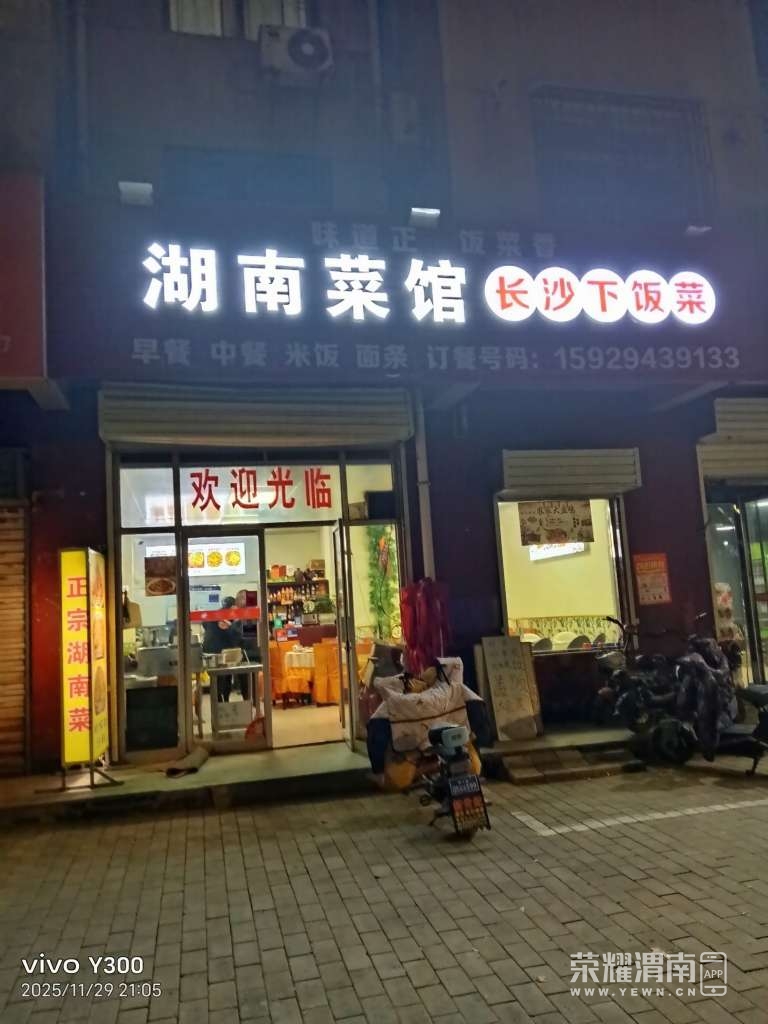 味道正 饭菜香
湖南菜馆 长沙下饭菜
早餐 中餐 米饭 面条 订餐号码：15929439133
欢迎光临
正宗湖南菜
vivo Y300
2025/11/29 21:05
荣耀渭南 APP
WWW.YEWN.CN